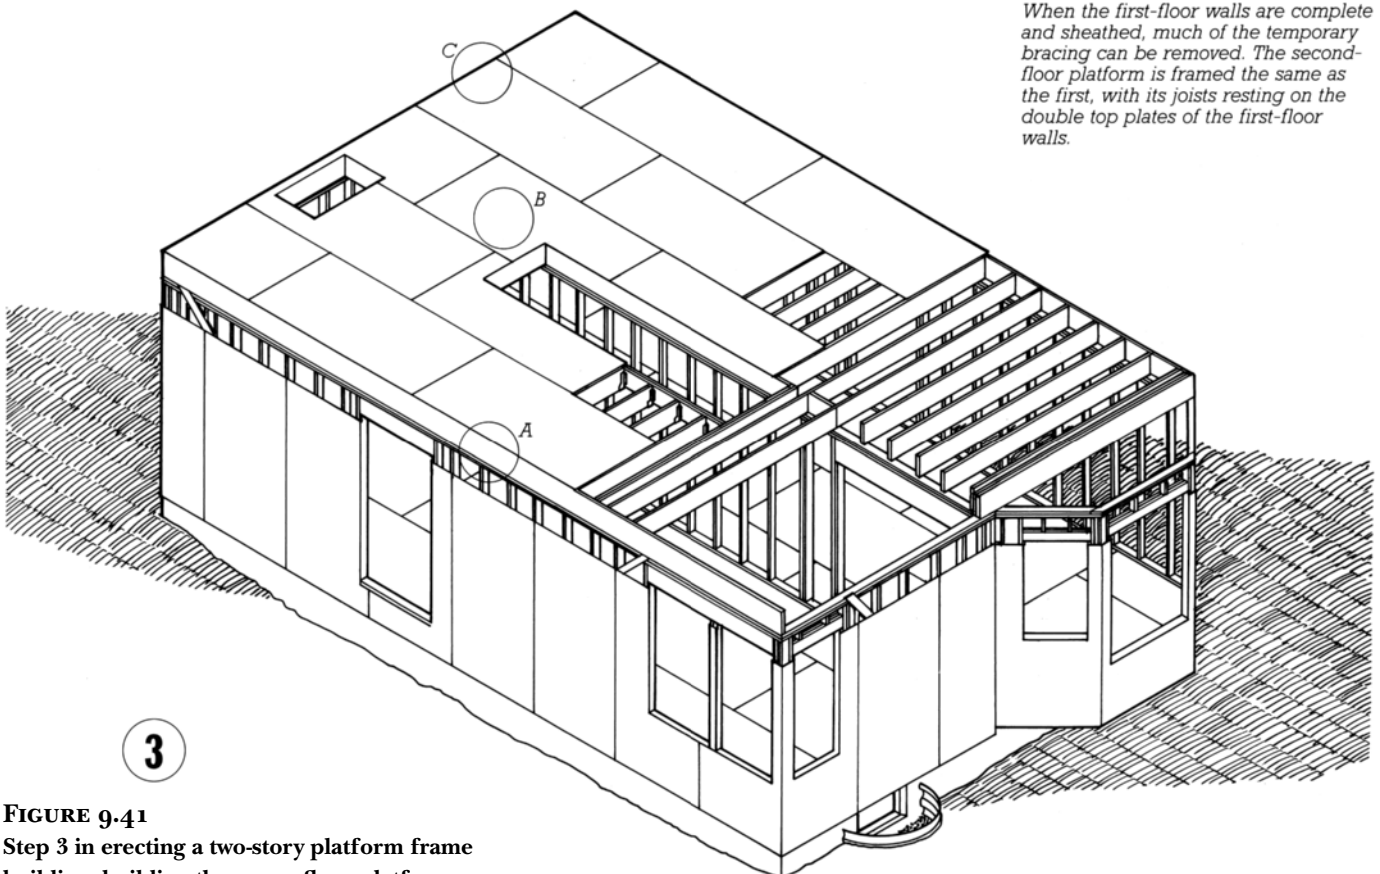 When the first-floor walls are complete
and sheathed, much of the temporary
bracing can be removed. The second-
floor platform is framed the same as
the first, with its joists resting on the
double top plates of the first-floor
walls.
C
B
A
3
FIGURE 9.41
Step 3 in erecting a two-story platform frame